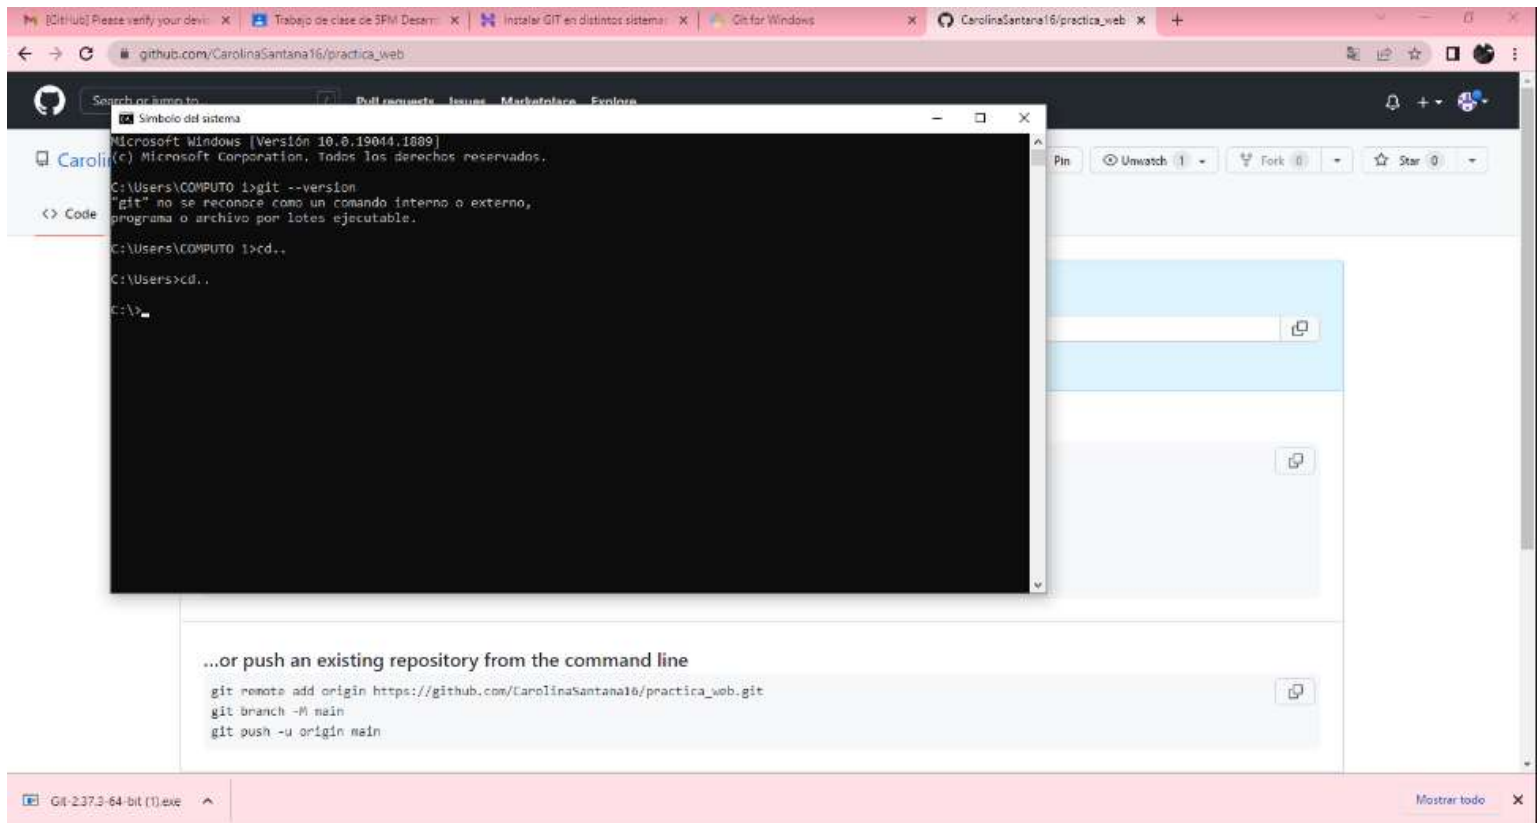 [GitHub] Please verify your devi
Trabajo de clase de SPM Desarr
Instalar GIT en distintos sistema
Git for Windows
CarolinaSantana16/practica_web
github.com/CarolinaSantana16/practica_web
Search or jump to...
/
Pull requests Issues Marketplace Explore
Símbolo del sistema
Microsoft Windows [Versión 10.0.19044.1889]
(c) Microsoft Corporation. Todos los derechos reservados.
Caroli
Pin
Unwatch 1
Fork 0
Star 0
C:\Users\COMPUTO 1>git --version
"git" no se reconoce como un comando interno o externo,
programa o archivo por lotes ejecutable.
<> Code
C:\Users\COMPUTO 1>cd..
C:\Users>cd..
C:\>
...or push an existing repository from the command line
git remote add origin https://github.com/CarolinaSantana16/practica_web.git
git branch -M main
git push -u origin main
Git-2.37.3-64-bit (1).exe
Mostrar todo